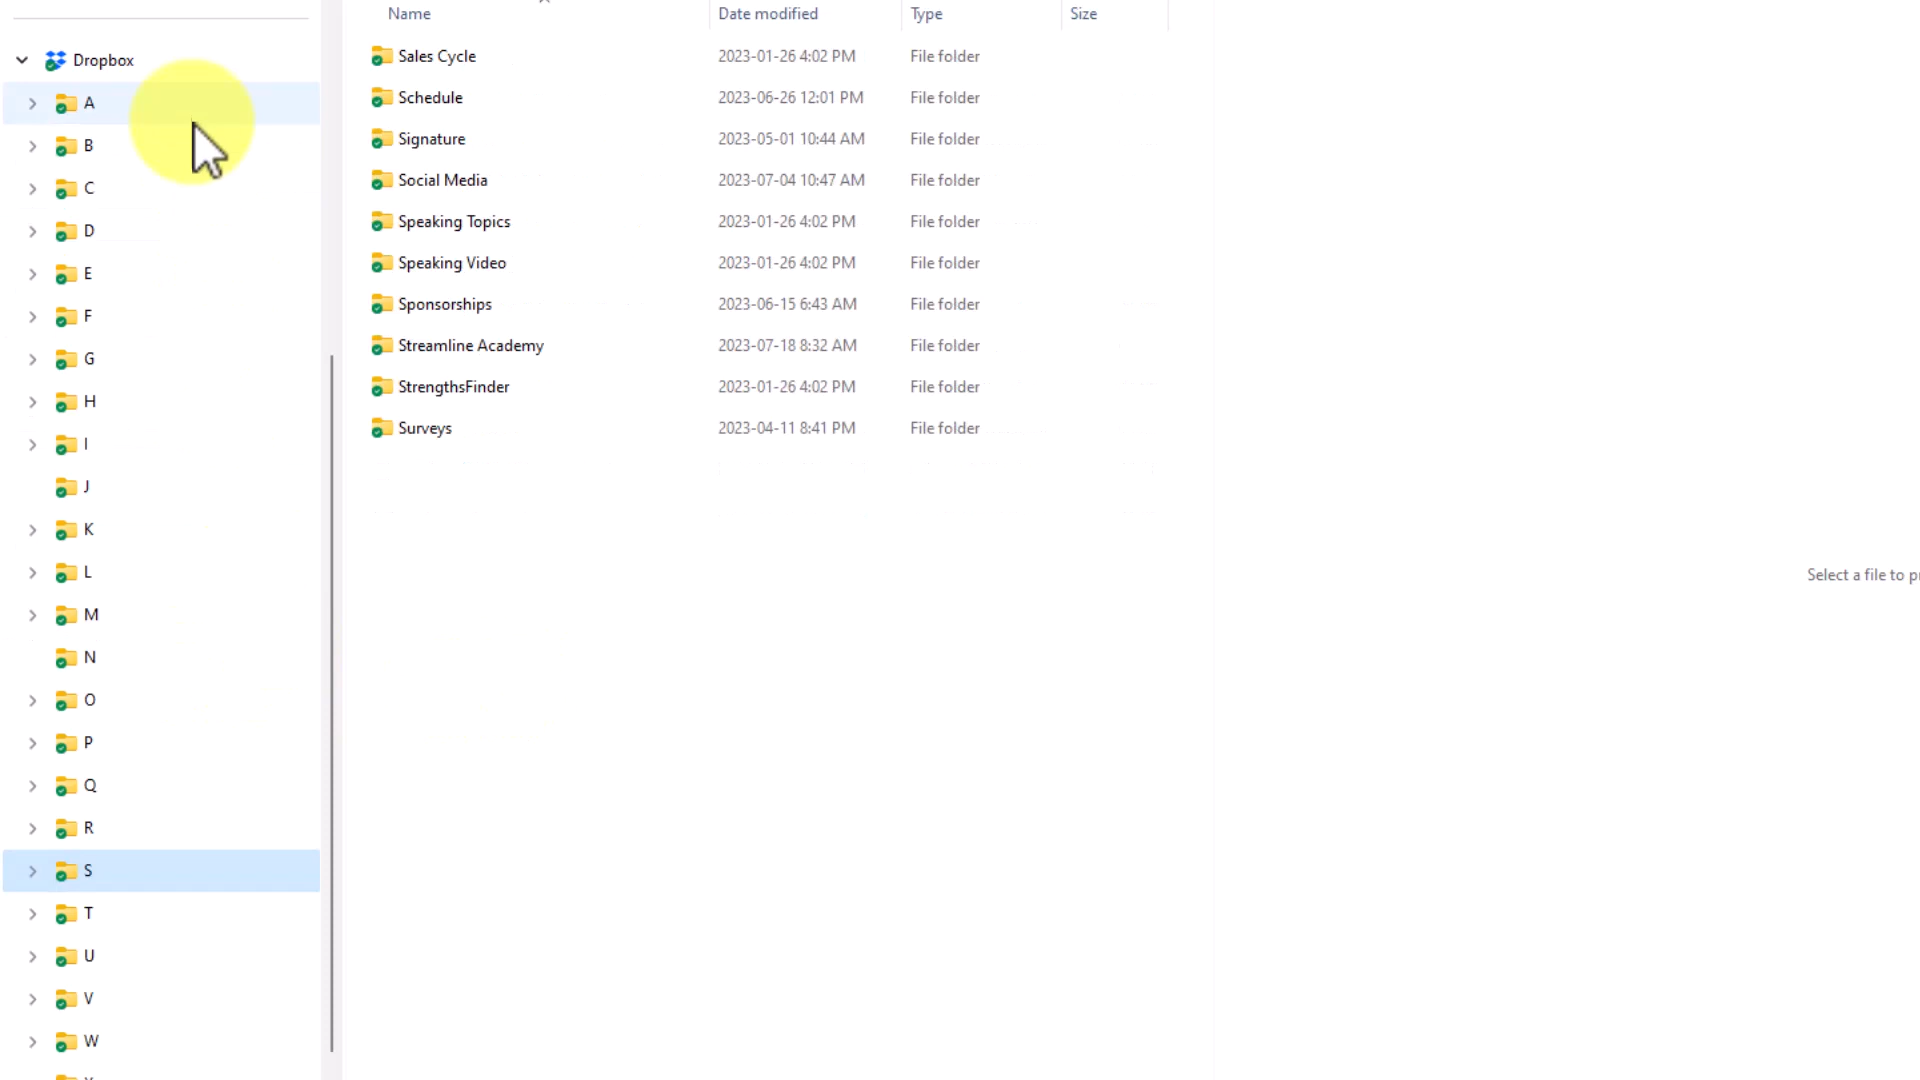 Name Date modified Type Size
Dropbox
A
B
C
D
E
F
G
H
I
J
K
L
M
N
O
P
Q
R
S
T
U
V
W
Sales Cycle 2023-01-26 4:02 PM File folder
Schedule 2023-06-26 12:01 PM File folder
Signature 2023-05-01 10:44 AM File folder
Social Media 2023-07-04 10:47 AM File folder
Speaking Topics 2023-01-26 4:02 PM File folder
Speaking Video 2023-01-26 4:02 PM File folder
Sponsorships 2023-06-15 6:43 AM File folder
Streamline Academy 2023-07-18 8:32 AM File folder
StrengthsFinder 2023-01-26 4:02 PM File folder
Surveys 2023-04-11 8:41 PM File folder
Select a file to